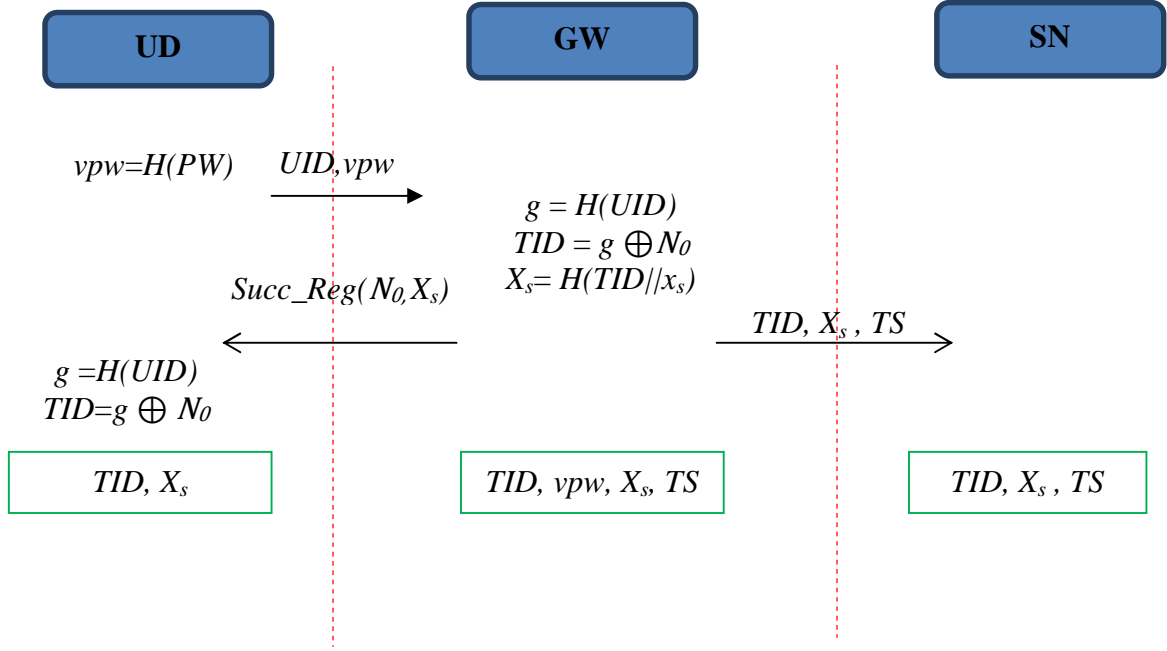 UD
GW
SN
vpw=H(PW)
UID,vpw
g = H(UID)
TID = g ⊕ N₀
Xₛ= H(TID//xₛ)
Succ_Reg(N₀,Xₛ)
TID, Xₛ , TS
g =H(UID)
TID=g ⊕ N₀
TID, Xₛ
TID, vpw, Xₛ, TS
TID, Xₛ , TS